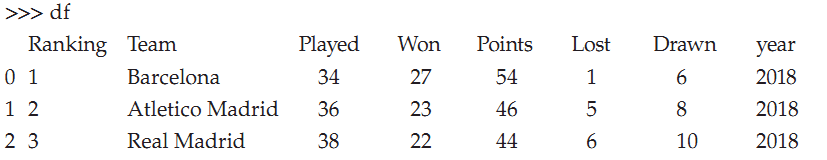 >>> df
Ranking Team Played Won Points Lost Drawn year
0 1 Barcelona 34 27 54 1 6 2018
1 2 Atletico Madrid 36 23 46 5 8 2018
2 3 Real Madrid 38 22 44 6 10 2018